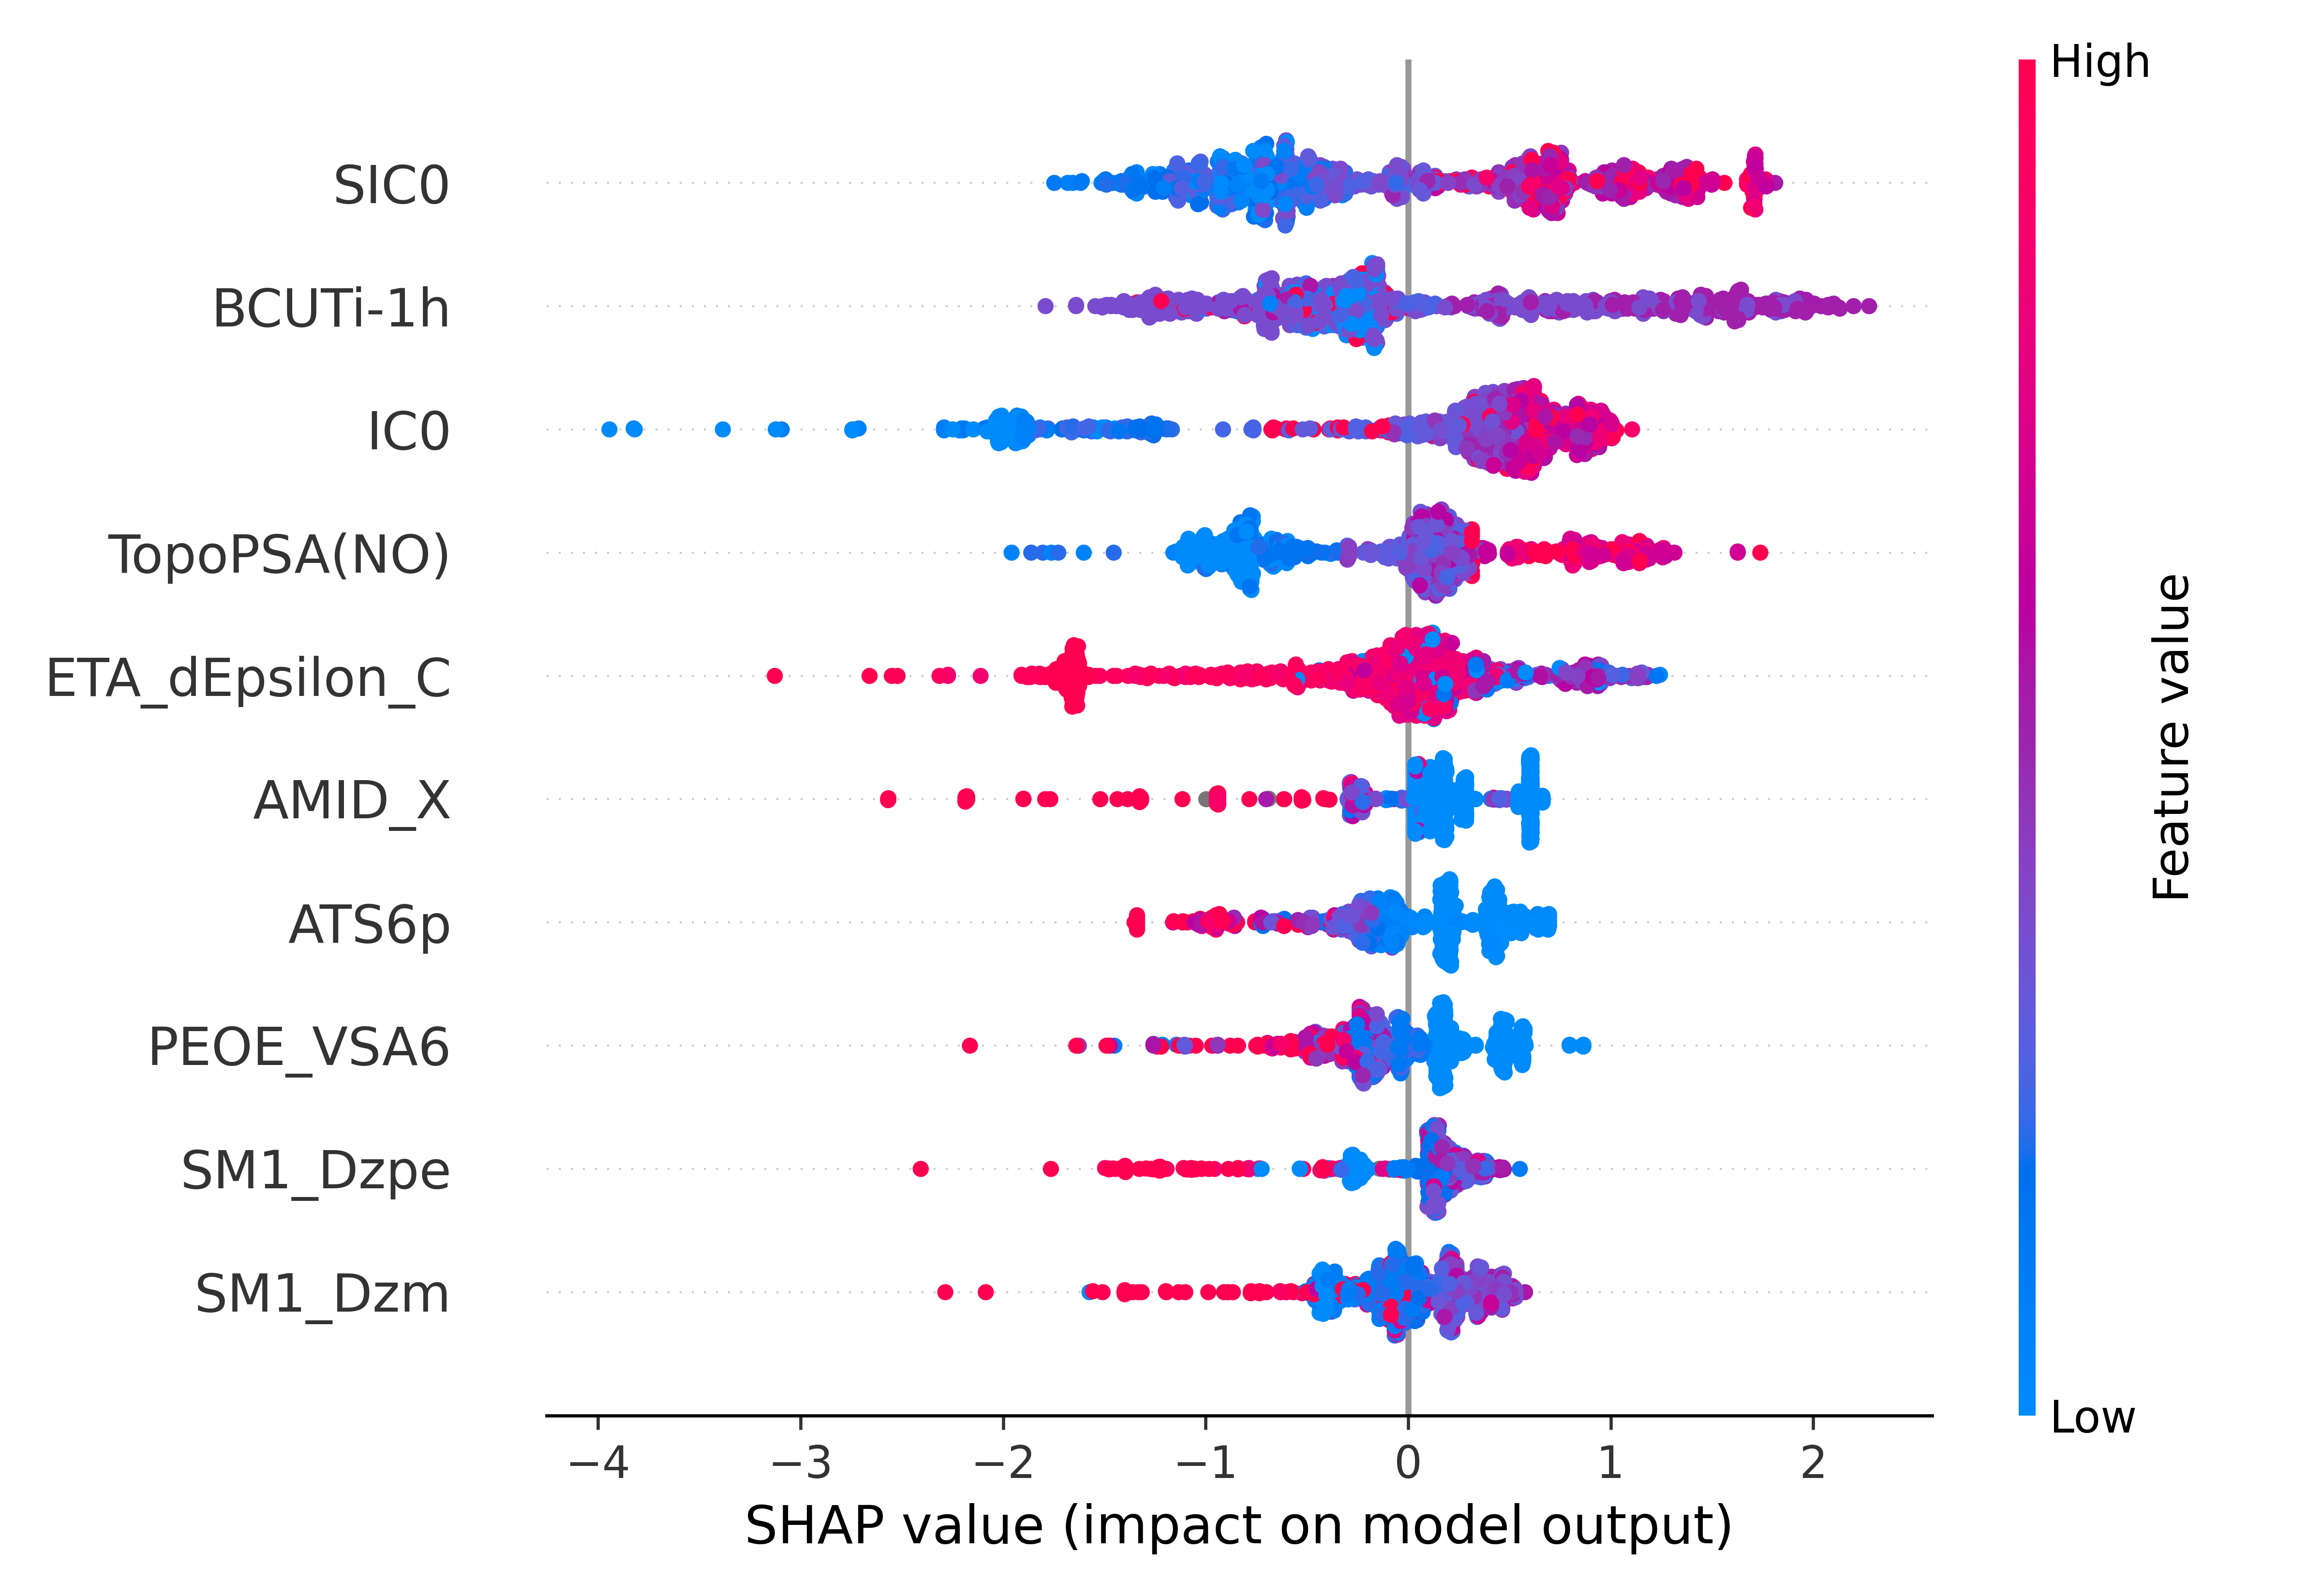 High
SIC0
BCUTi-1h
IC0
TopoPSA(NO)
ETA_dEpsilon_C
AMID_X
ATS6p
PEOE_VSA6
SM1_Dzpe
SM1_Dzm
Feature value
Low
−4 −3 −2 −1 0 1 2
SHAP value (impact on model output)